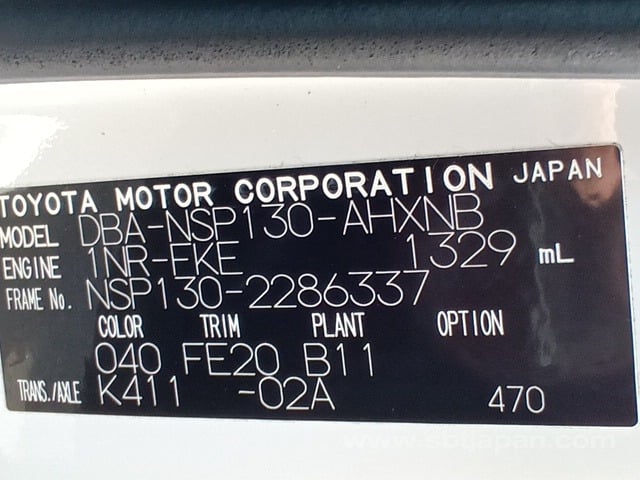 TOYOTA MOTOR CORPORATION JAPAN
MODEL DBA-NSP130-AHXNB
ENGINE 1NR-FKE 1329 mL
FRAME No. NSP130-2286337
COLOR TRIM PLANT OPTION
040 FE20 B11
TRANS./AXLE K411 -02A 470
www.sbtjapan.com